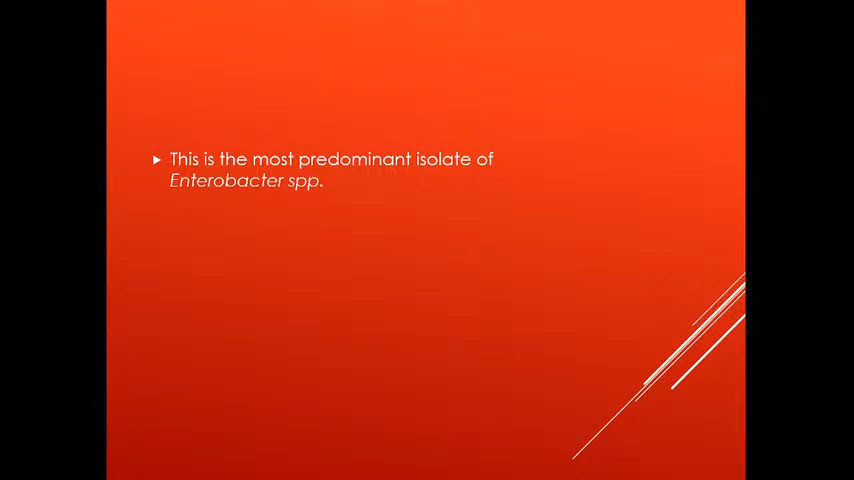 This is the most predominant isolate of
Enterobacter spp.